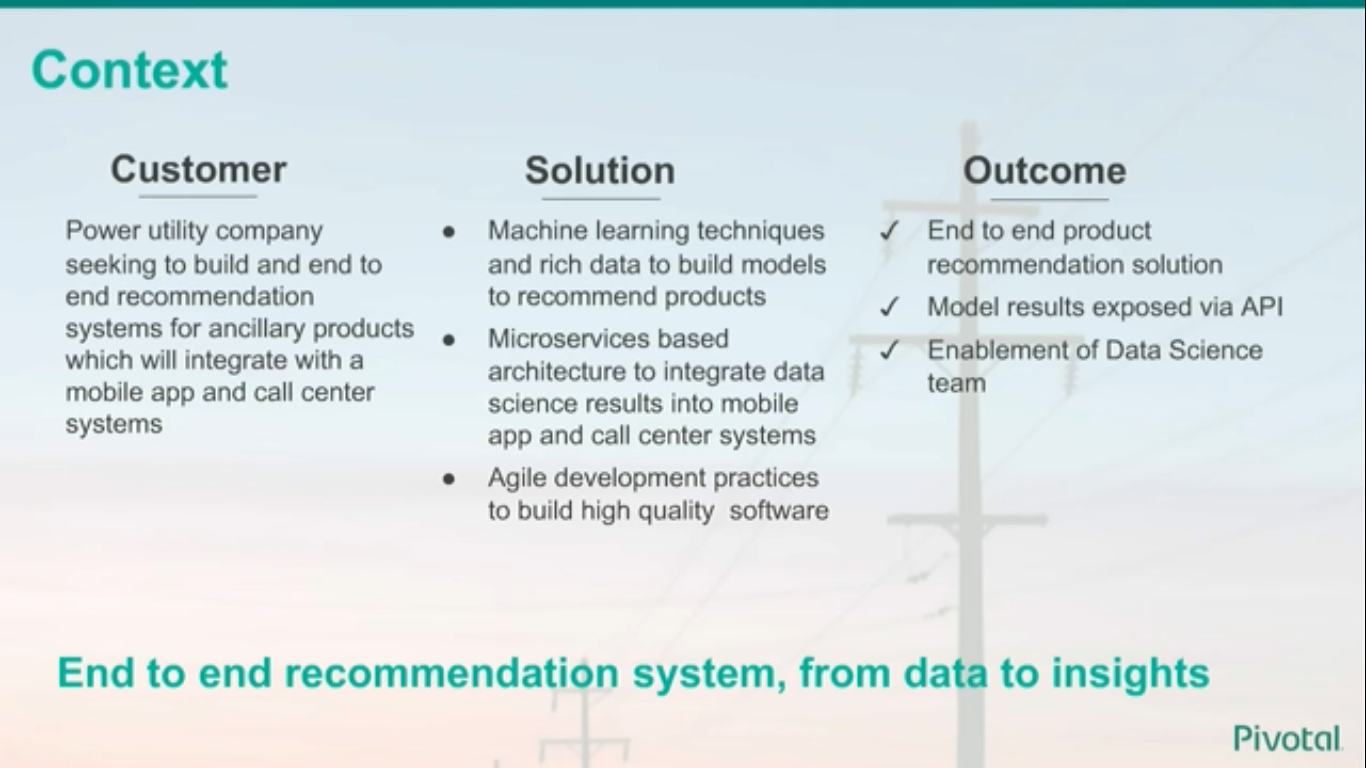 Context
Customer
Power utility company
seeking to build and end to
end recommendation
systems for ancillary products
which will integrate with a
mobile app and call center
systems
Solution
● Machine learning techniques
and rich data to build models
to recommend products
● Microservices based
architecture to integrate data
science results into mobile
app and call center systems
● Agile development practices
to build high quality  software
Outcome
✓ End to end product
recommendation solution
✓ Model results exposed via API
✓ Enablement of Data Science
team
End to end recommendation system, from data to insights
Pivotal